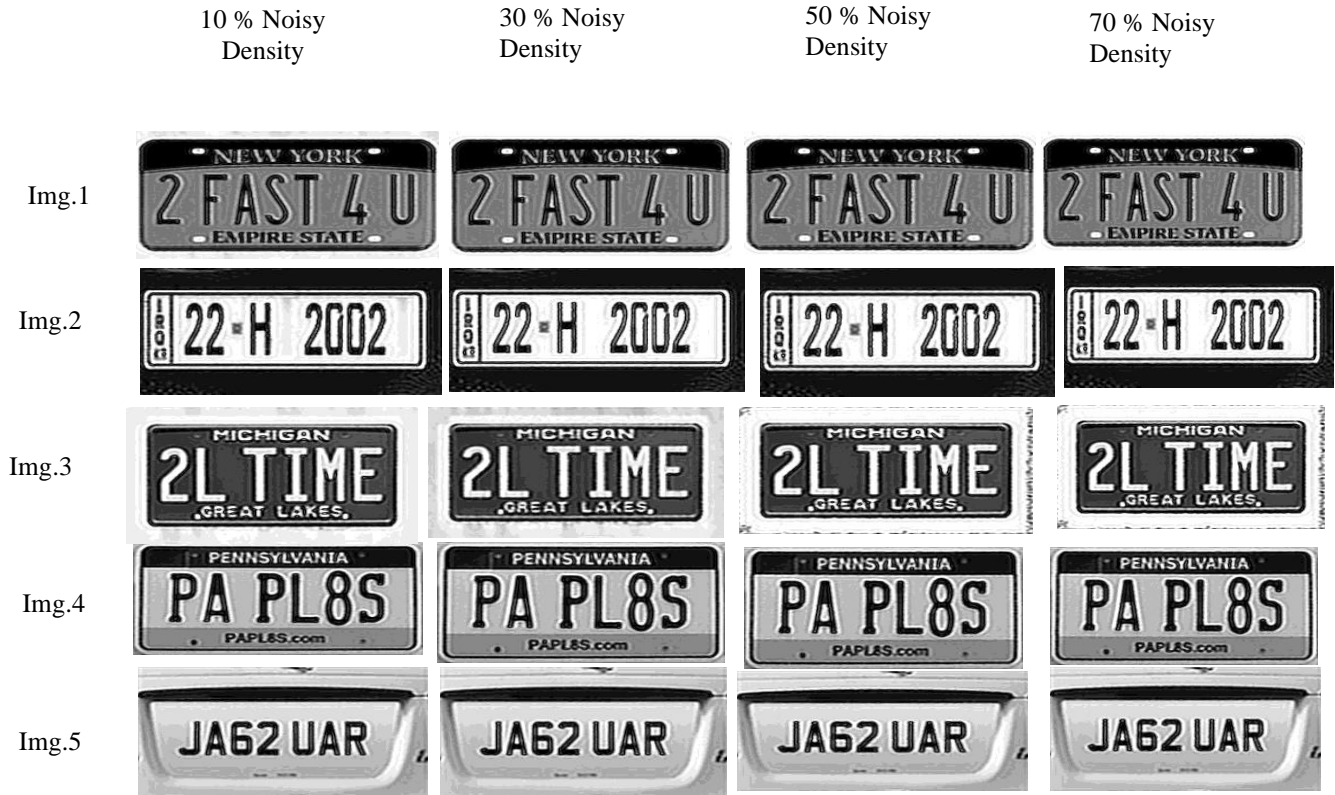 10 % Noisy Density
30 % Noisy Density
50 % Noisy Density
70 % Noisy Density
Img.1
NEW YORK
2 FAST 4 U
EMPIRE STATE
NEW YORK
2 FAST 4 U
EMPIRE STATE
NEW YORK
2 FAST 4 U
EMPIRE STATE
NEW YORK
2 FAST 4 U
EMPIRE STATE
Img.2
22-H 2002
22-H 2002
22-H 2002
22-H 2002
Img.3
MICHIGAN
2L TIME
GREAT LAKES
MICHIGAN
2L TIME
GREAT LAKES
MICHIGAN
2L TIME
GREAT LAKES
MICHIGAN
2L TIME
GREAT LAKES
Img.4
PENNSYLVANIA
PA PL8S
PAPL8S.com
PENNSYLVANIA
PA PL8S
PAPL8S.com
PENNSYLVANIA
PA PL8S
PAPL8S.com
PENNSYLVANIA
PA PL8S
PAPL8S.com
Img.5
JA62 UAR
JA62 UAR
JA62 UAR
JA62 UAR